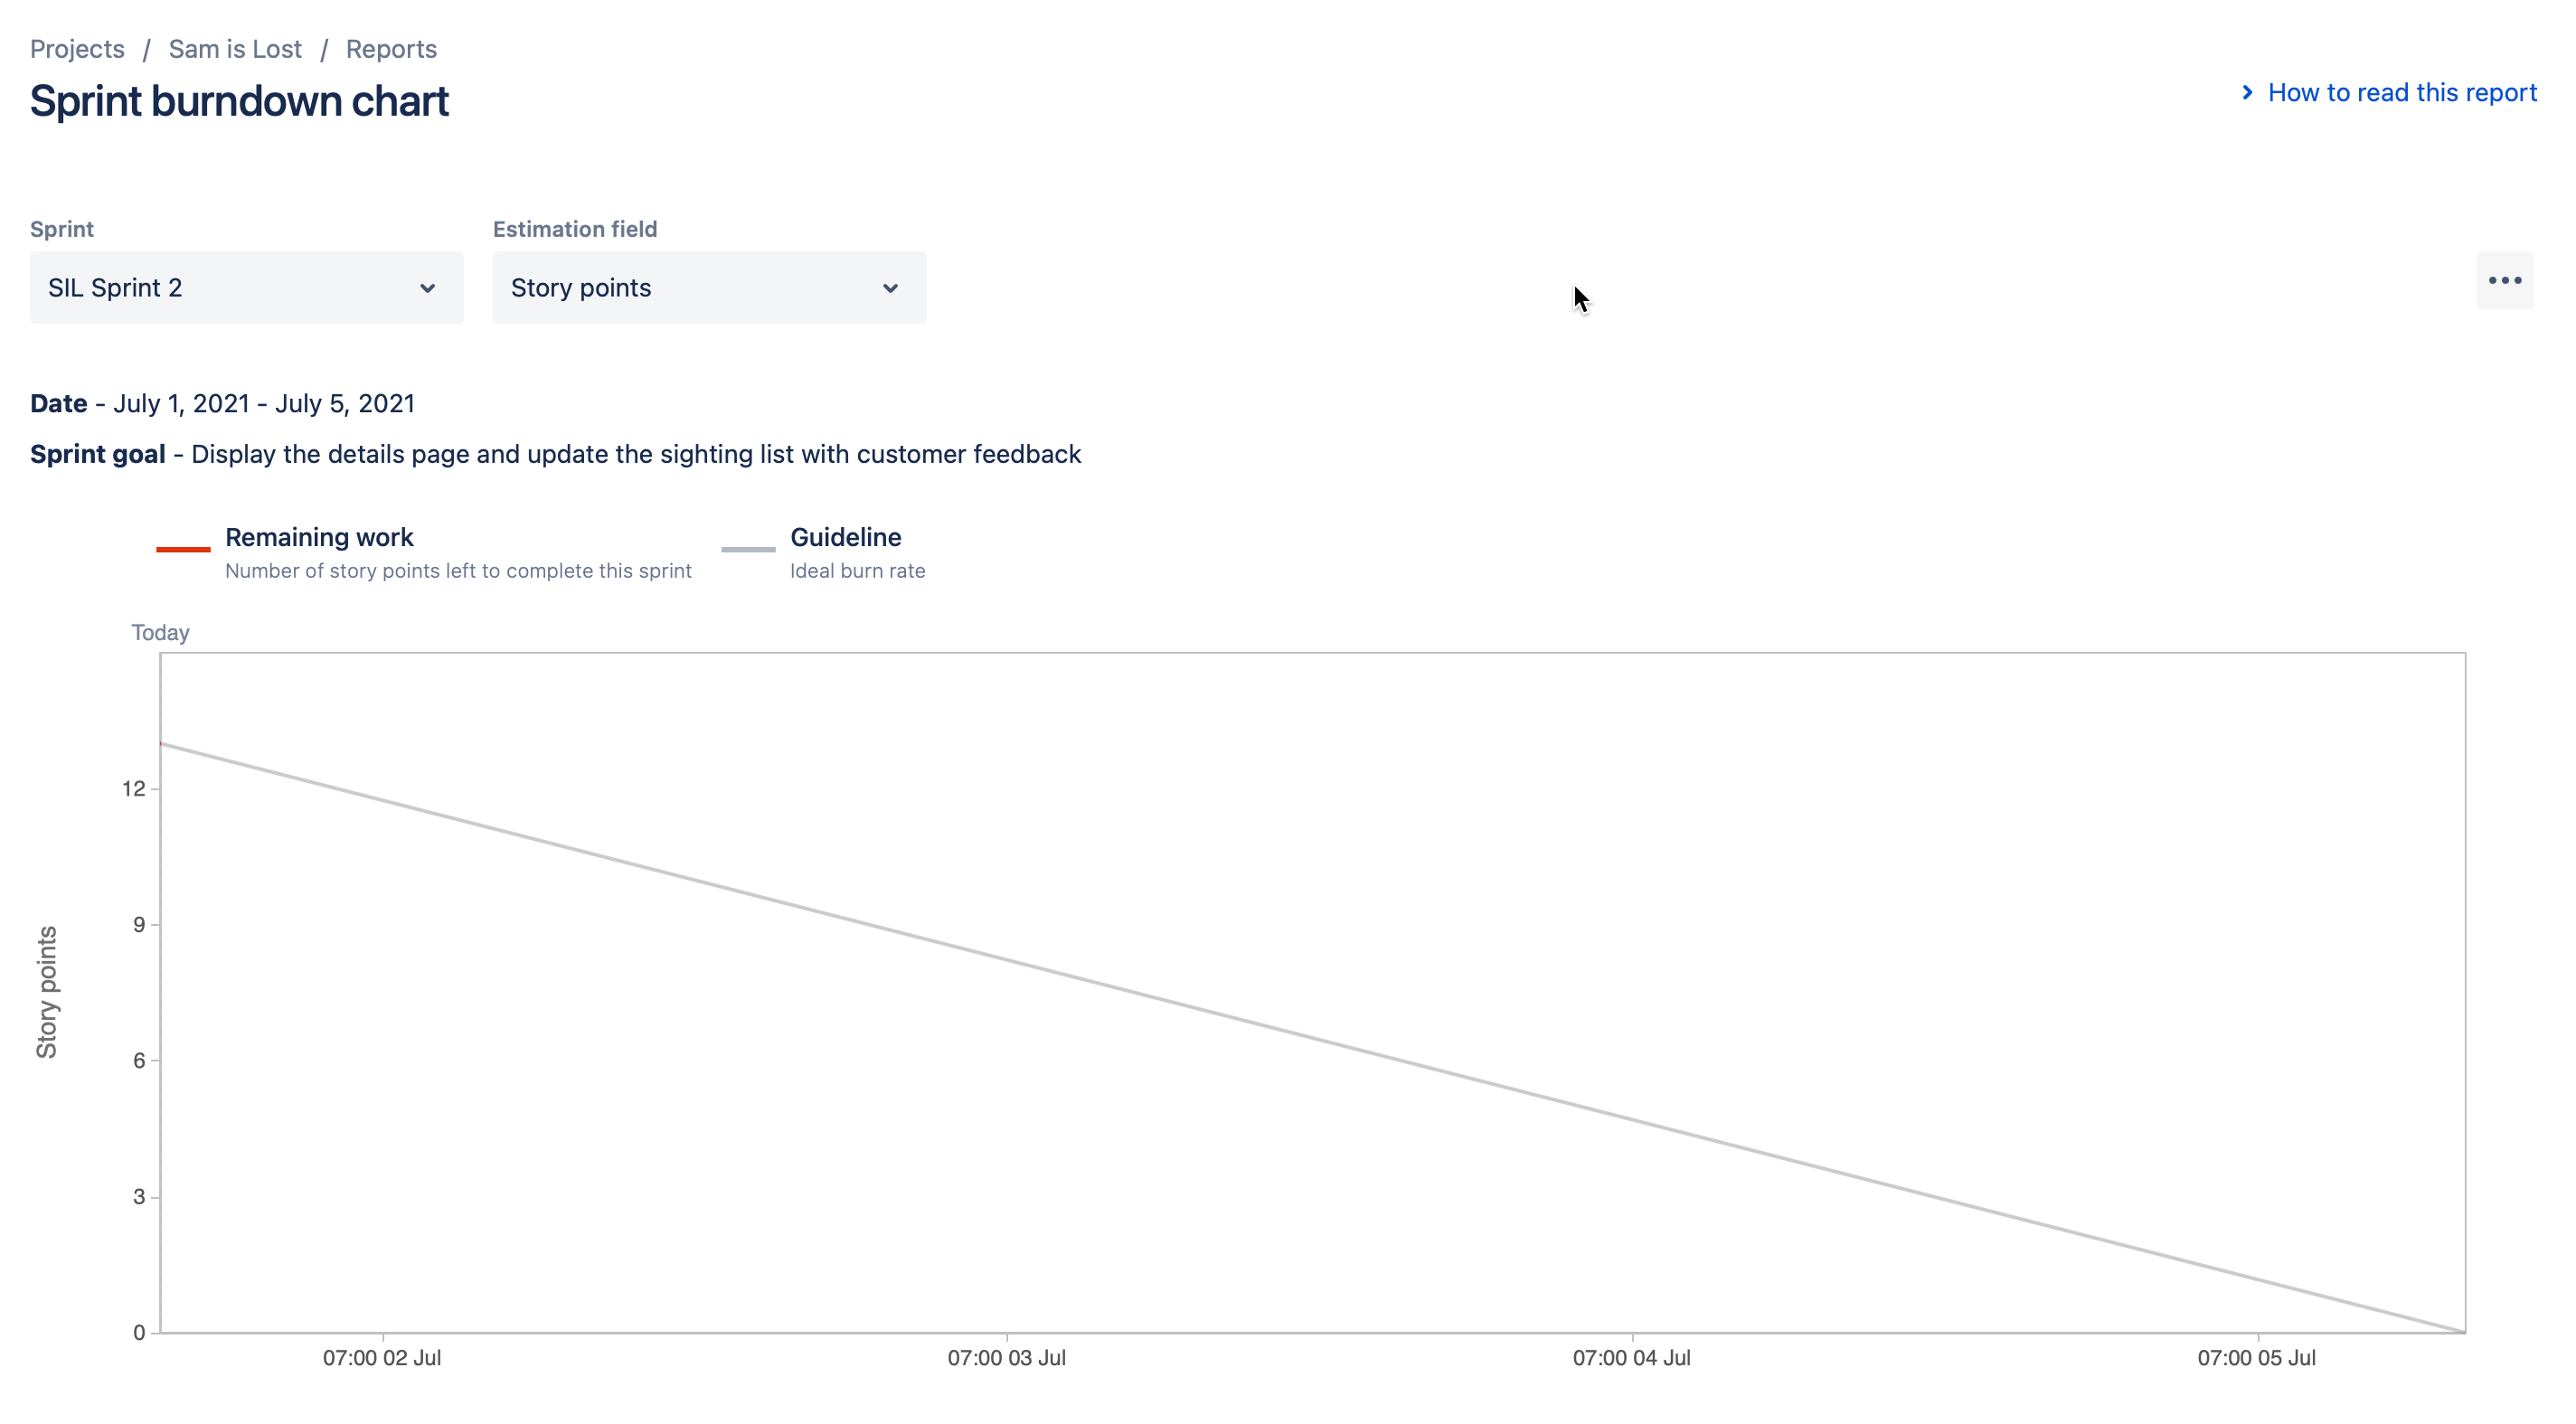 Projects / Sam is Lost / Reports
Sprint burndown chart
How to read this report
Sprint
Estimation field
SIL Sprint 2
Story points
Date - July 1, 2021 - July 5, 2021
Sprint goal - Display the details page and update the sighting list with customer feedback
Remaining work
Number of story points left to complete this sprint
Guideline
Ideal burn rate
Today
12
9
6
3
0
Story points
07:00 02 Jul
07:00 03 Jul
07:00 04 Jul
07:00 05 Jul